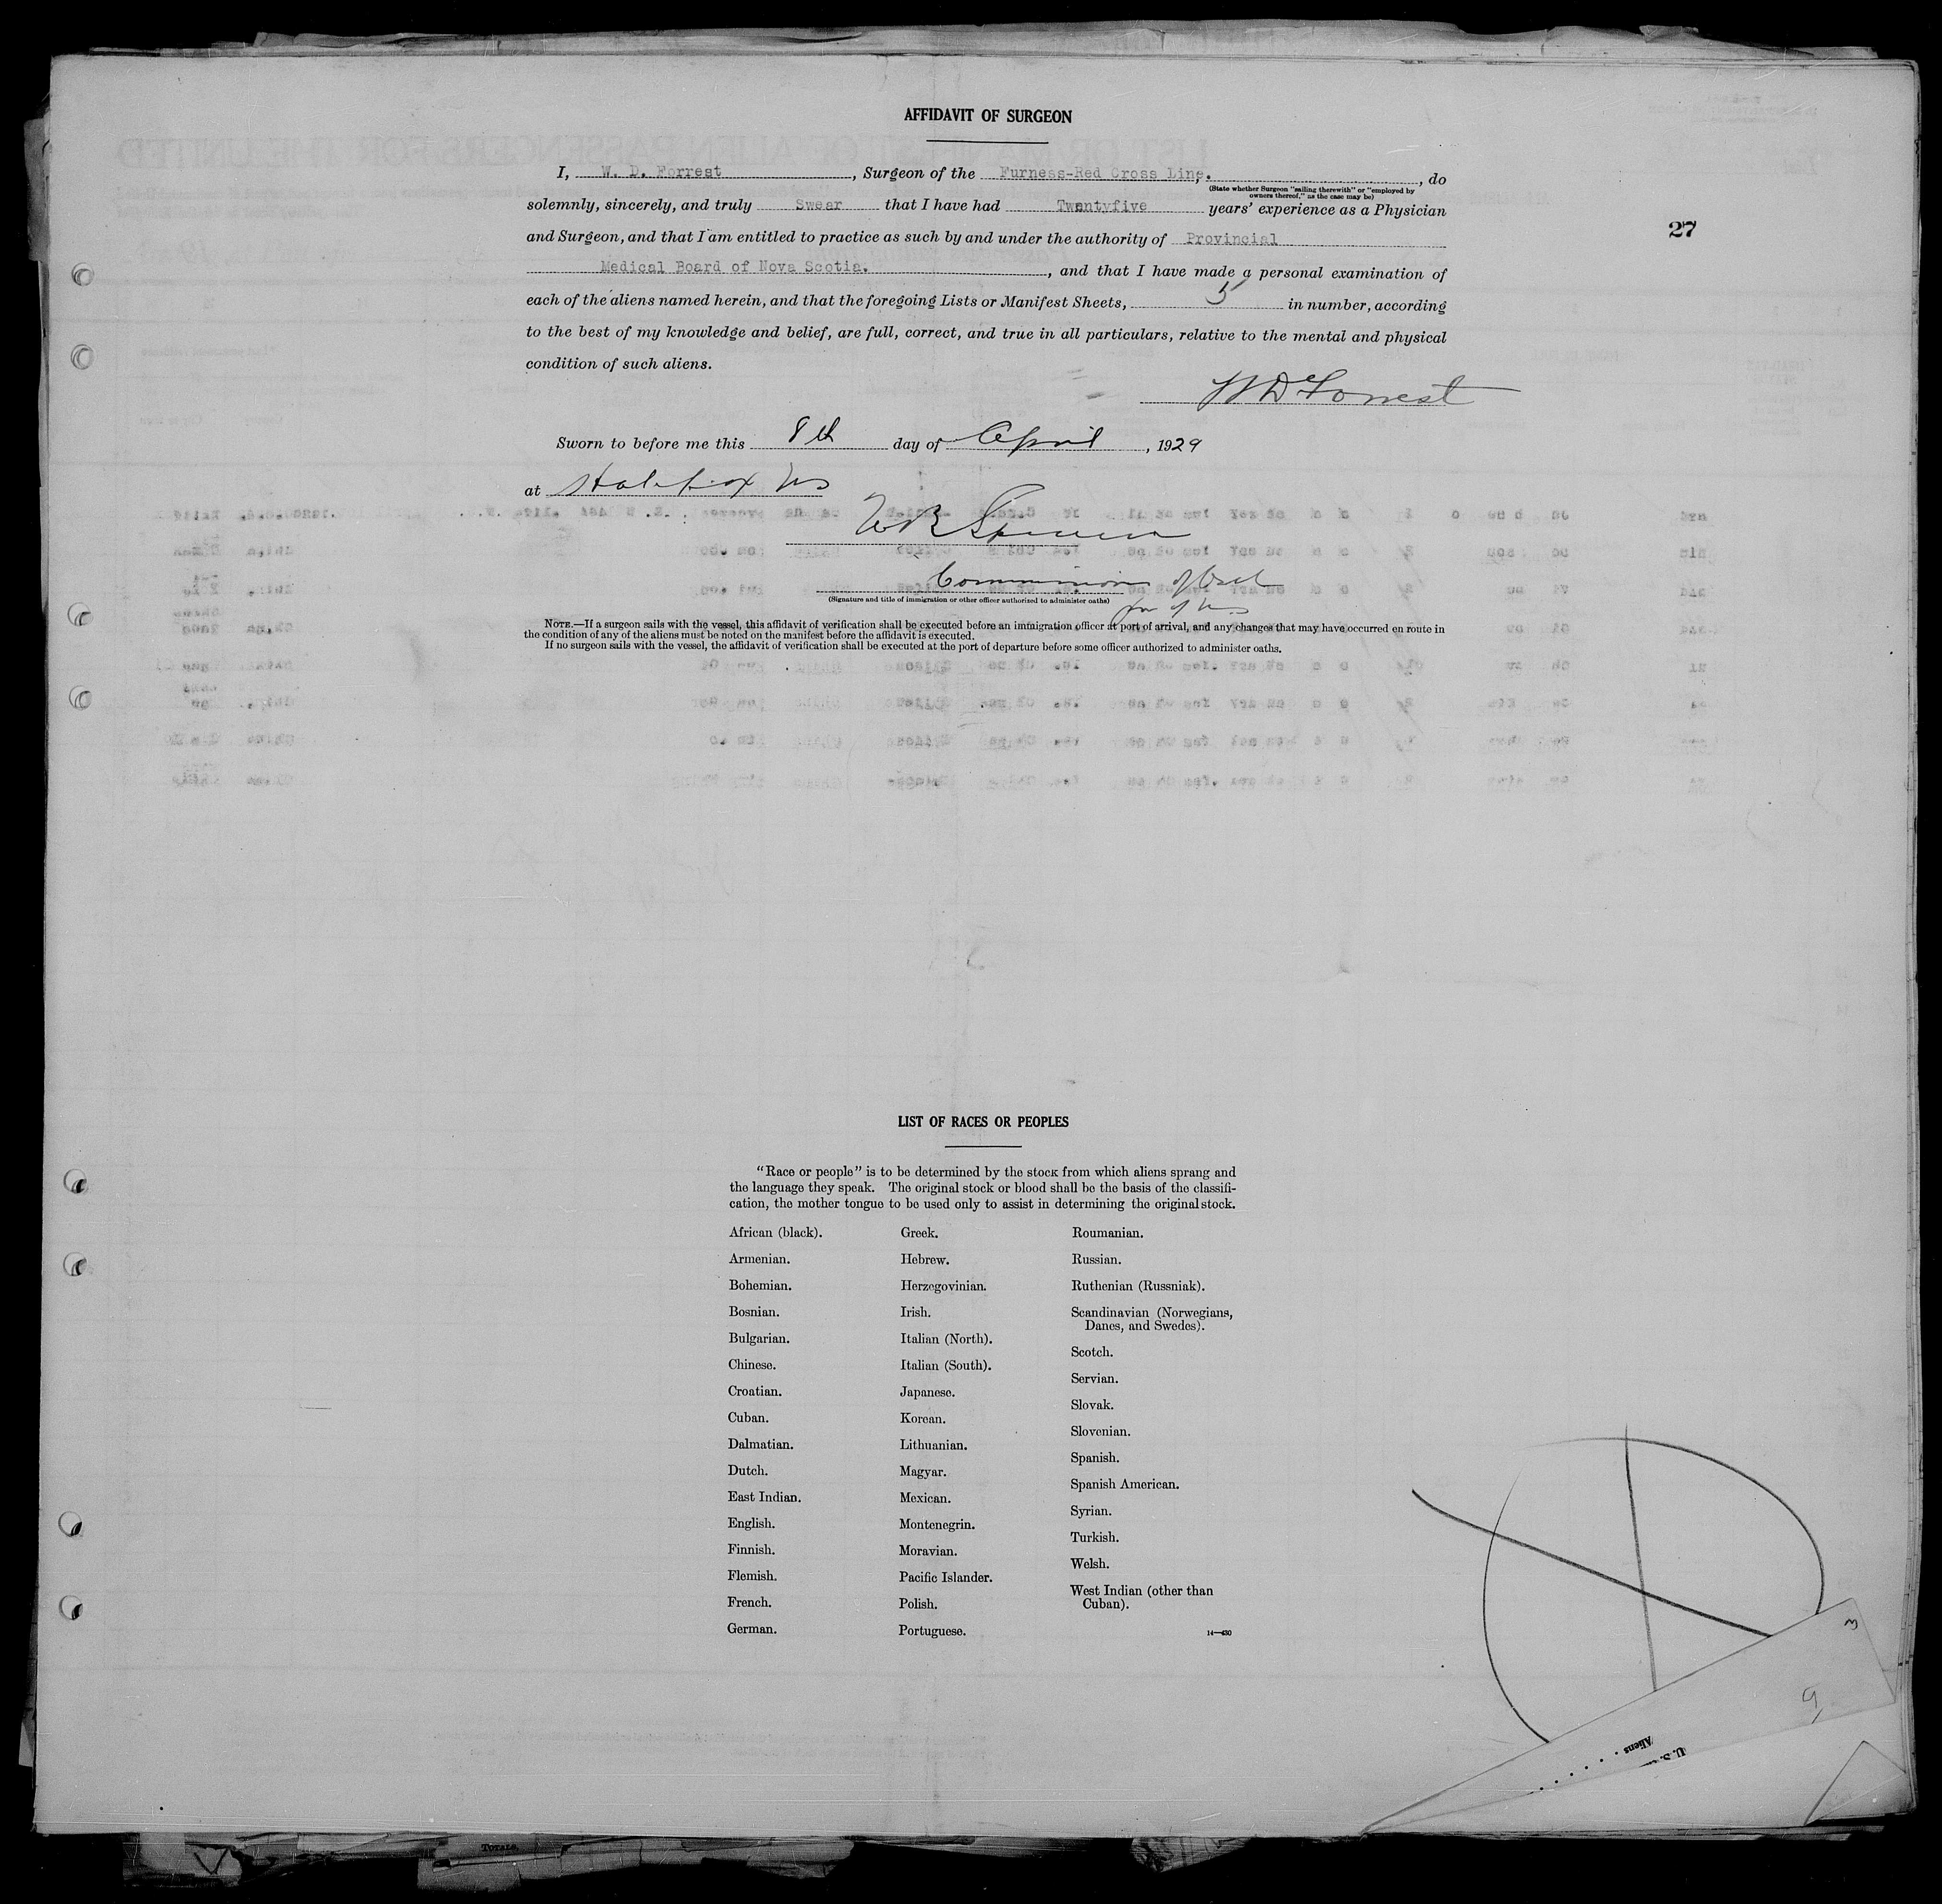 AFFIDAVIT OF SURGEON
I, W. D. Forrest, Surgeon of the Furness-Red Cross Line., do
(State whether Surgeon "sailing therewith" or "employed by
owners thereof," as the case may be)
solemnly, sincerely, and truly Swear that I have had Twentyfive years' experience as a Physician
27
and Surgeon, and that I am entitled to practice as such by and under the authority of Provincial
Medical Board of Nova Scotia., and that I have made a personal examination of
each of the aliens named herein, and that the foregoing Lists or Manifest Sheets, 5 in number, according
to the best of my knowledge and belief, are full, correct, and true in all particulars, relative to the mental and physical
condition of such aliens.
W D Forrest
Sworn to before me this 8th day of April, 1929
at Halifax NS
(Signature and title of immigration or other officer authorized to administer oaths)
NOTE.—If a surgeon sails with the vessel, this affidavit of verification shall be executed before an immigration officer at port of arrival, and any changes that may have occurred en route in
the condition of any of the aliens must be noted on the manifest before the affidavit is executed.
If no surgeon sails with the vessel, the affidavit of verification shall be executed at the port of departure before some officer authorized to administer oaths.
LIST OF RACES OR PEOPLES
"Race or people" is to be determined by the stock from which aliens sprang and
the language they speak. The original stock or blood shall be the basis of the classifi-
cation, the mother tongue to be used only to assist in determining the original stock.
African (black).
Armenian.
Bohemian.
Bosnian.
Bulgarian.
Chinese.
Croatian.
Cuban.
Dalmatian.
Dutch.
East Indian.
English.
Finnish.
Flemish.
French.
German.
Greek.
Hebrew.
Herzegovinian.
Irish.
Italian (North).
Italian (South).
Japanese.
Korean.
Lithuanian.
Magyar.
Mexican.
Montenegrin.
Moravian.
Pacific Islander.
Polish.
Portuguese.
Roumanian.
Russian.
Ruthenian (Russniak).
Scandinavian (Norwegians,
Danes, and Swedes).
Scotch.
Servian.
Slovak.
Slovenian.
Spanish.
Spanish American.
Syrian.
Turkish.
Welsh.
West Indian (other than
Cuban).
14—430
3
9
Aliens
U. S.
TOTALS